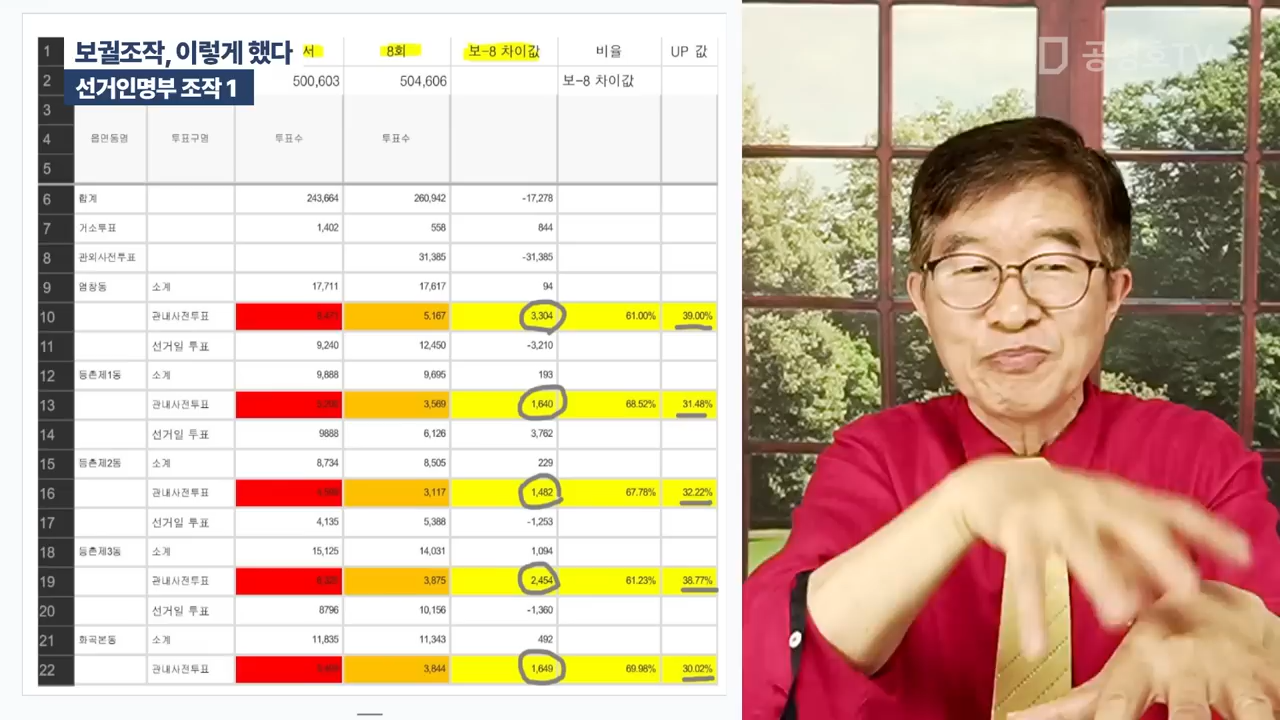 보궐조작, 이렇게 했다
선거인명부 조작 1
공병호TV
1 서 8회 보-8 차이값 비율 UP 값
2 500,603 504,606 보-8 차이값
3
4 읍면동명 투표구명 투표수 투표수
5
6 합계 243,664 260,942 -17,278
7 거소투표 1,402 558 844
8 관외사전투표 31,385 -31,385
9 염창동 소계 17,711 17,617 94
10 관내사전투표 8,471 5,167 3,304 61.00% 39.00%
11 선거일 투표 9,240 12,450 -3,210
12 등촌제1동 소계 9,888 9,695 193
13 관내사전투표 3,569 1,640 68.52% 31.48%
14 선거일 투표 9888 6,126 3,762
15 등촌제2동 소계 8,734 8,505 229
16 관내사전투표 3,117 1,482 67.78% 32.22%
17 선거일 투표 4,135 5,388 -1,253
18 등촌제3동 소계 15,125 14,031 1,094
19 관내사전투표 3,875 2,454 61.23% 38.77%
20 선거일 투표 8796 10,156 -1,360
21 화곡본동 소계 11,835 11,343 492
22 관내사전투표 3,844 1,649 69.98% 30.02%